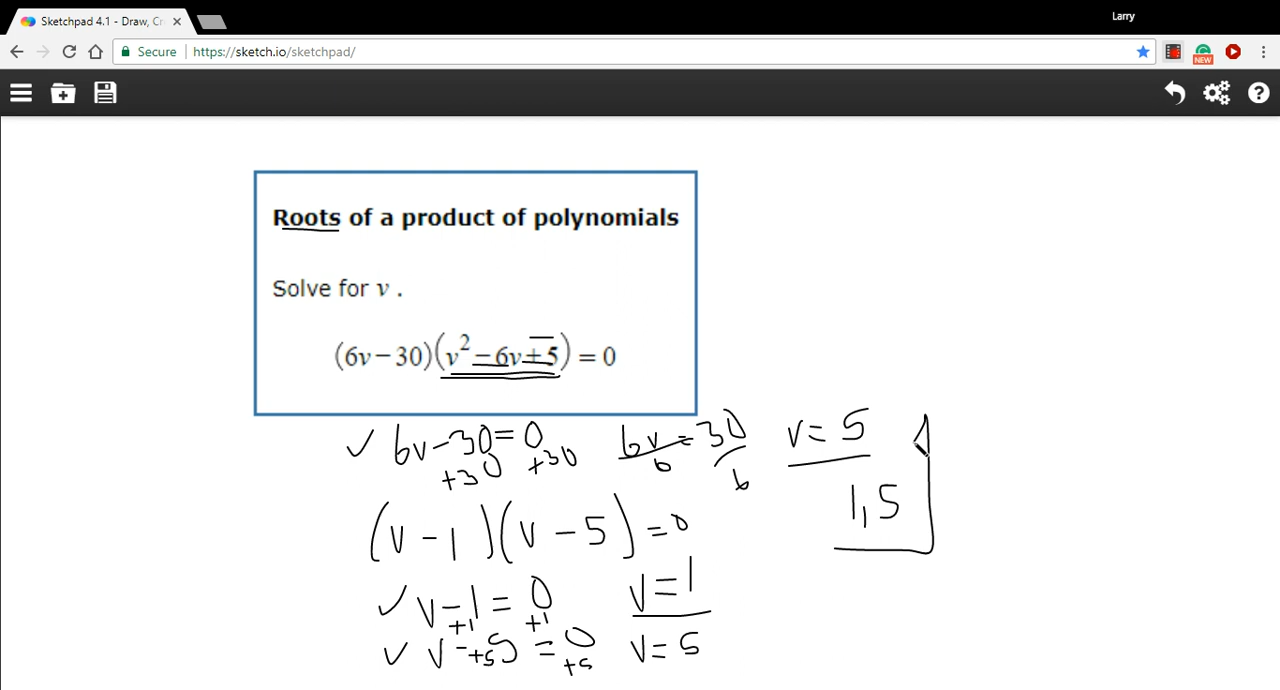 Larry
Sketchpad 4.1 - Draw, Cr
Secure | https://sketch.io/sketchpad/
NEW
Roots of a product of polynomials
Solve for v .
(6v−30)(v²−6v+5)=0
6v−30=0 6v=30 v=5
+30 +30 6 6
1,5
(v−1)(v−5)=0
v−1=0 v=1
+1 +1
v−5=0 v=5
+5 +5